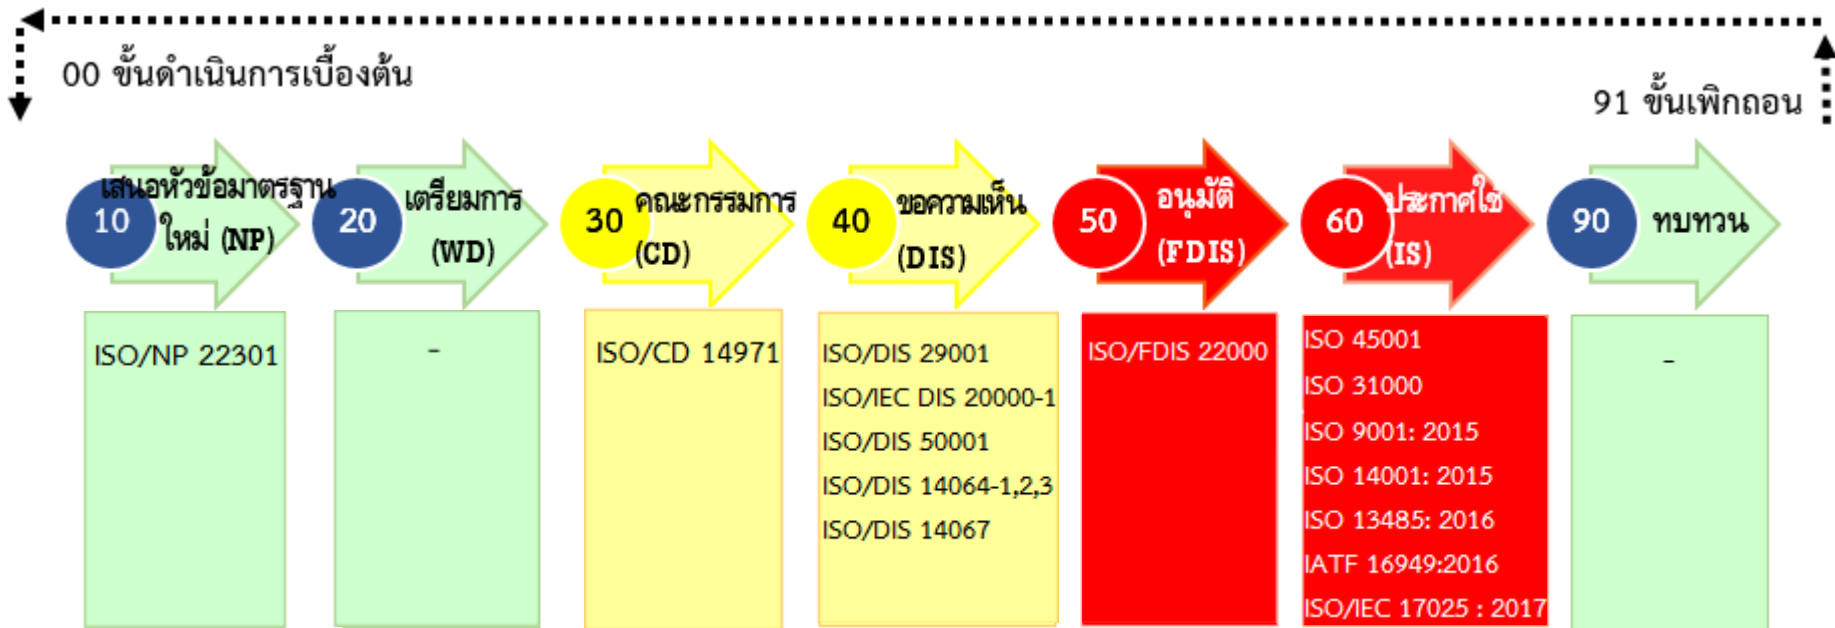 00 ขั้นดำเนินการเบื้องต้น
91 ขั้นเพิกถอน
10
เสนอหัวข้อมาตรฐาน
ใหม่ (NP)
20
เตรียมการ
(WD)
30
คณะกรรมการ
(CD)
40
ขอความเห็น
(DIS)
50
อนุมัติ
(FDIS)
60
ประกาศใช้
(IS)
90
ทบทวน
ISO/NP 22301
-
ISO/CD 14971
ISO/DIS 29001
ISO/IEC DIS 20000-1
ISO/DIS 50001
ISO/DIS 14064-1,2,3
ISO/DIS 14067
ISO/FDIS 22000
ISO 45001
ISO 31000
ISO 9001: 2015
ISO 14001: 2015
ISO 13485: 2016
IATF 16949:2016
ISO/IEC 17025 : 2017
-